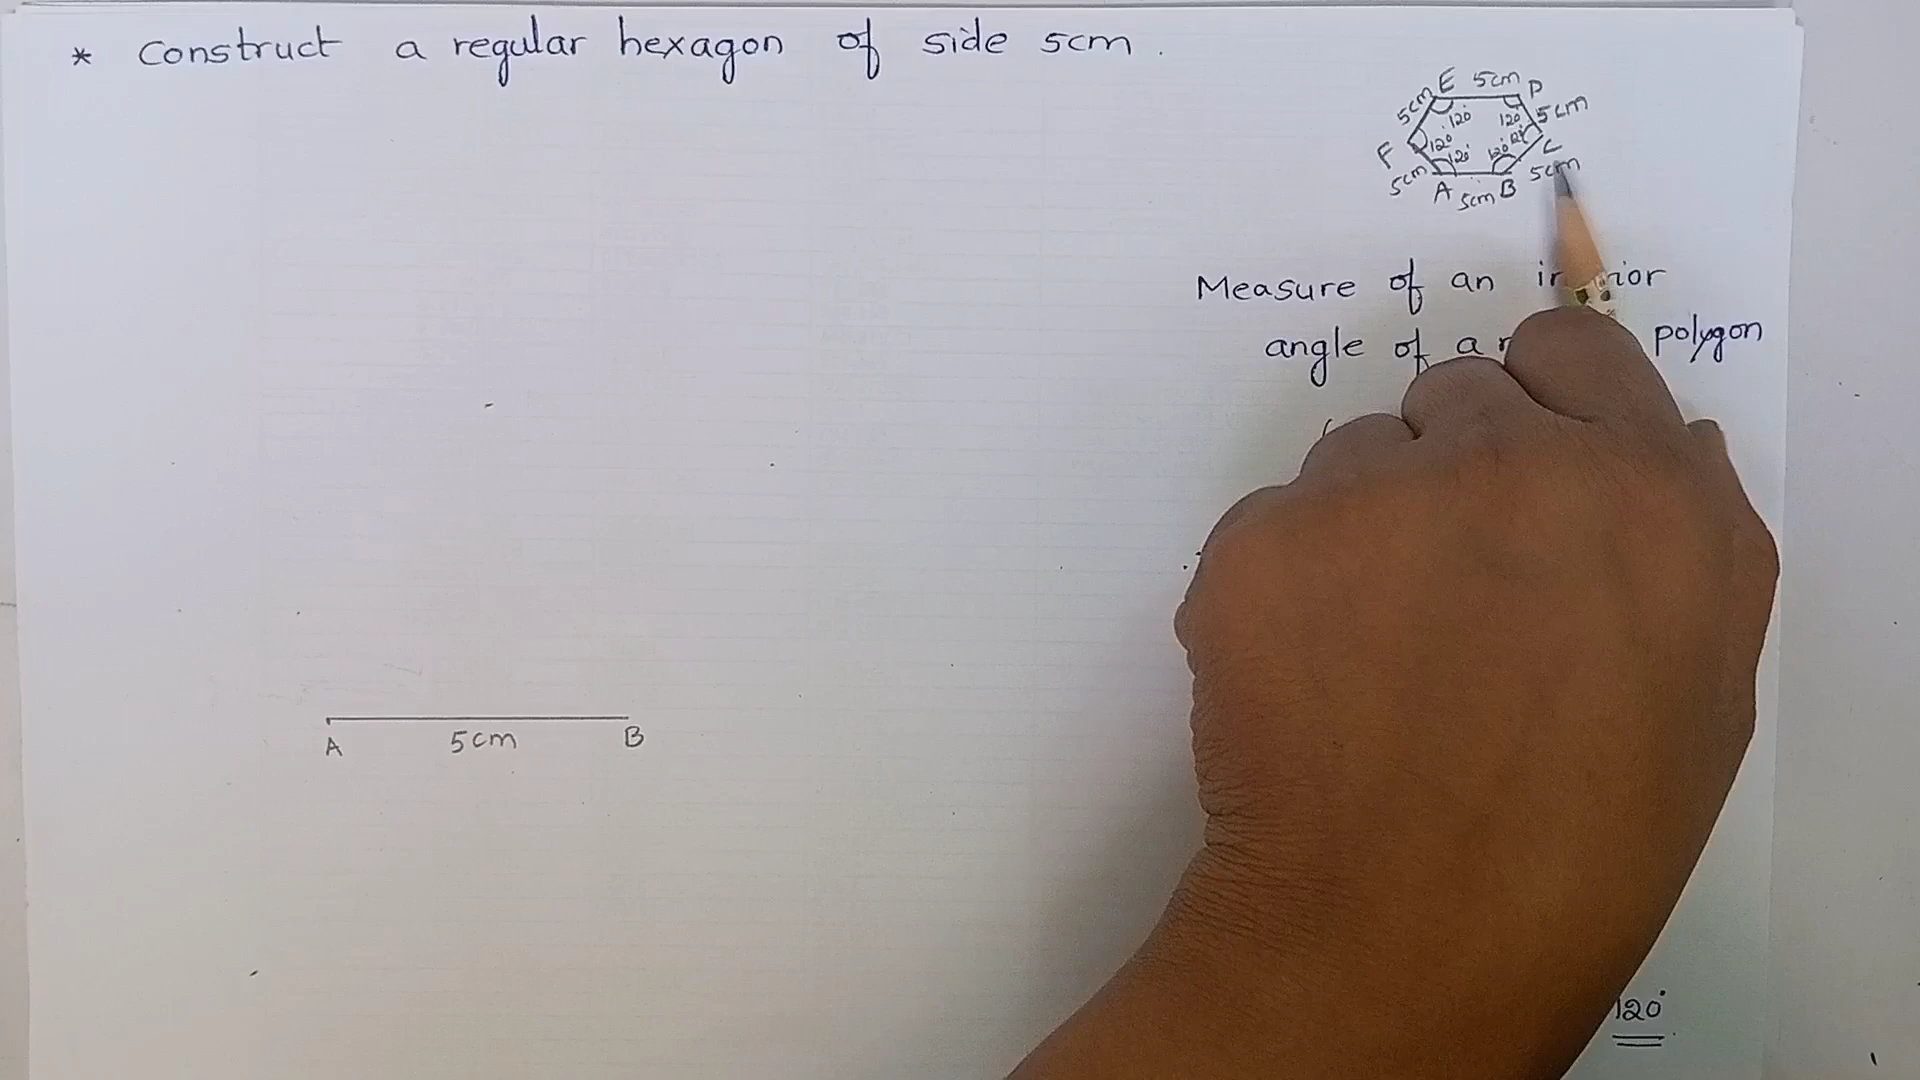 * Construct a regular hexagon of side 5cm.
E 5cm D
5cm 120° 120° 5cm
F 120° 120° C
120° 120°
5cm A 5cm B 5cm
Measure of an
angle of a polygon
A 5cm B
120°